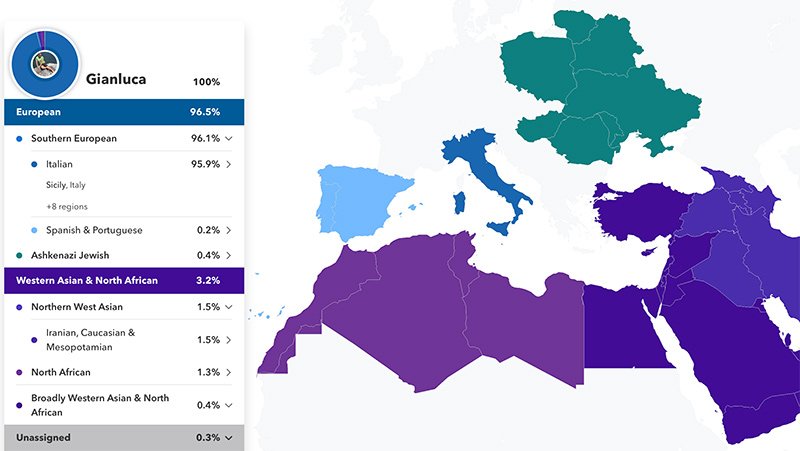 Gianluca 100%
European 96.5%
Southern European 96.1%
Italian 95.9%
Sicily, Italy
+8 regions
Spanish & Portuguese 0.2%
Ashkenazi Jewish 0.4%
Western Asian & North African 3.2%
Northern West Asian 1.5%
Iranian, Caucasian &
Mesopotamian 1.5%
North African 1.3%
Broadly Western Asian & North
African 0.4%
Unassigned 0.3%